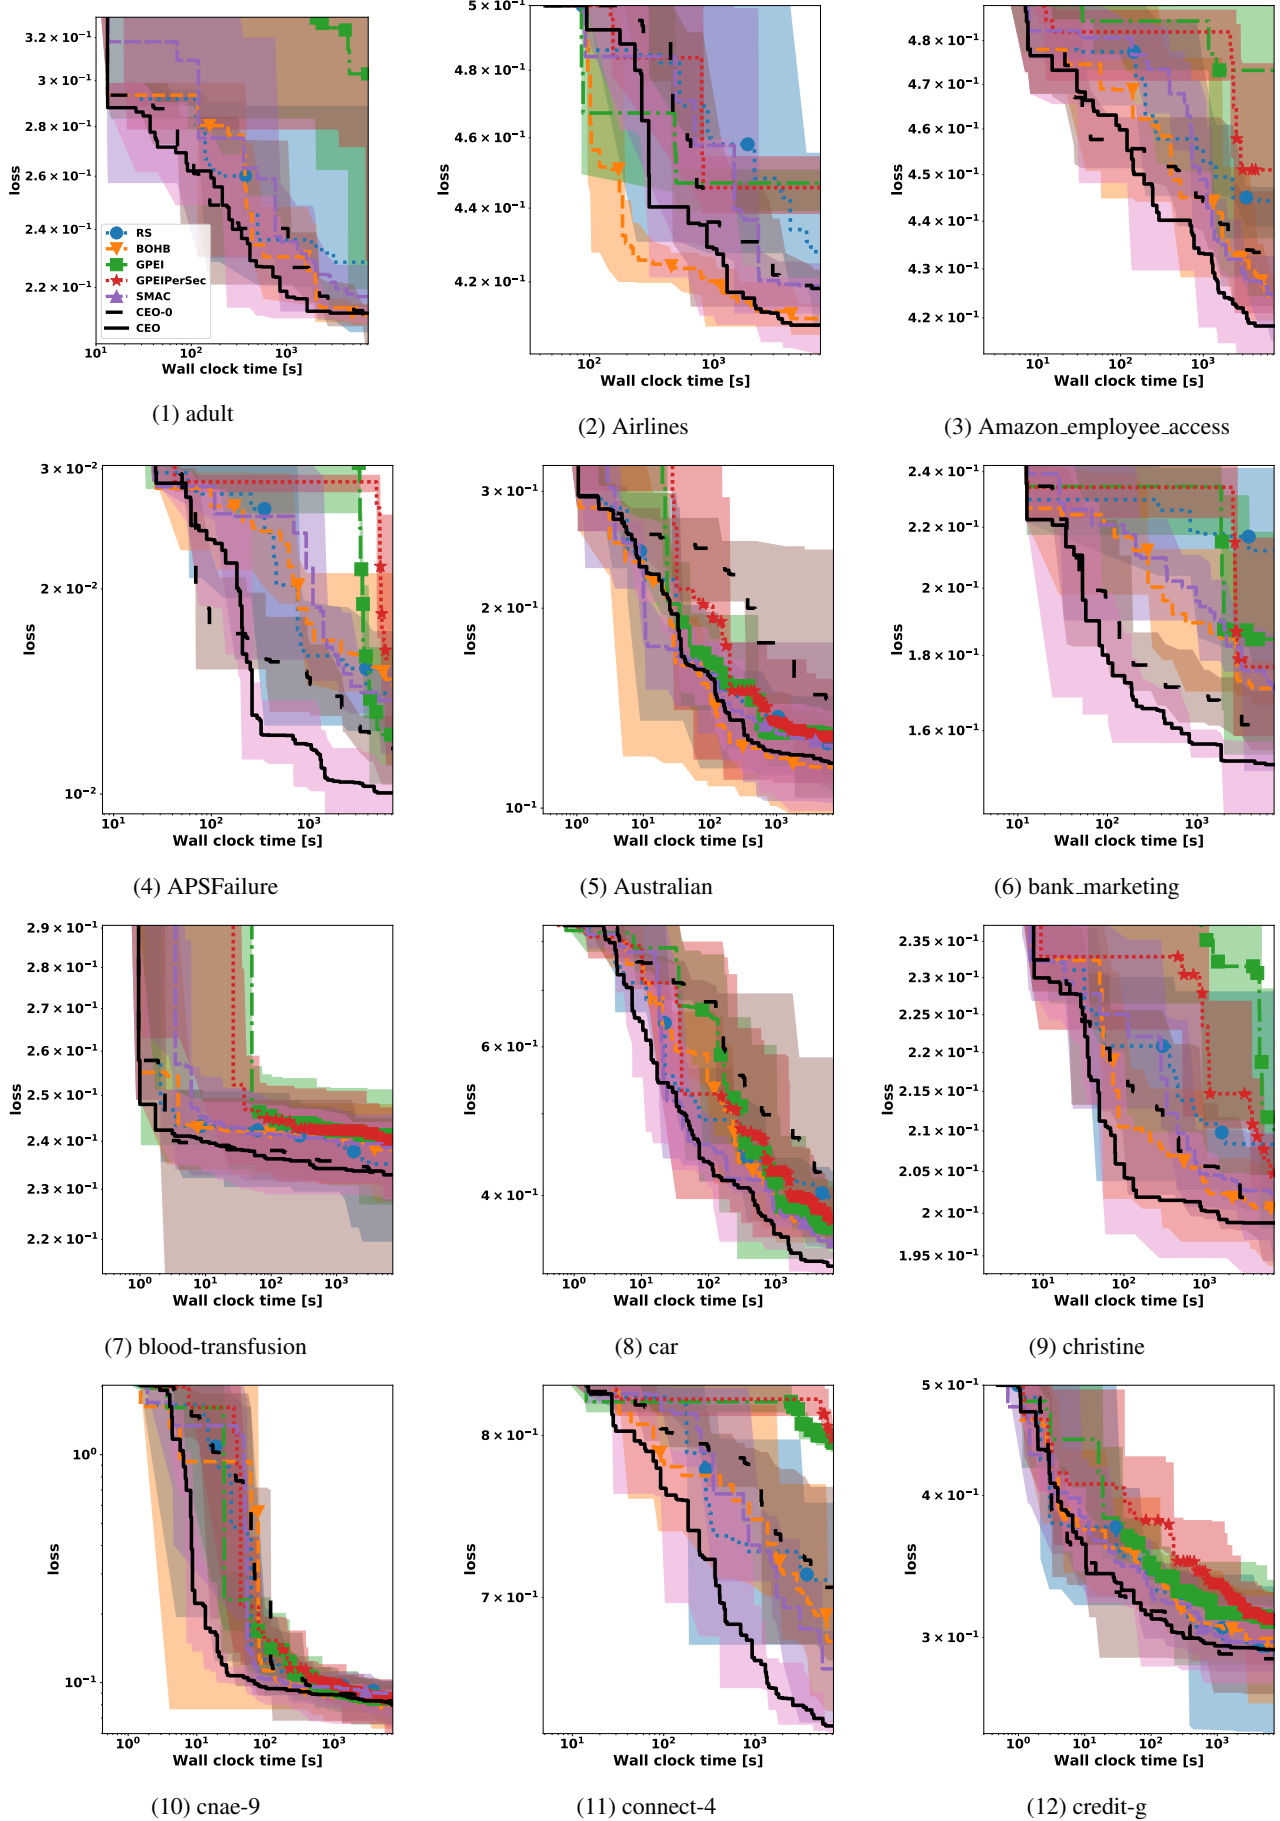 loss
3.2 × 10⁻¹
3 × 10⁻¹
2.8 × 10⁻¹
2.6 × 10⁻¹
2.4 × 10⁻¹
2.2 × 10⁻¹
RS
BOHB
GPEI
GPEIPerSec
SMAC
CEO-0
CEO
10¹ 10² 10³
Wall clock time [s]
(1) adult
loss
5 × 10⁻¹
4.8 × 10⁻¹
4.6 × 10⁻¹
4.4 × 10⁻¹
4.2 × 10⁻¹
10² 10³
Wall clock time [s]
(2) Airlines
loss
4.8 × 10⁻¹
4.7 × 10⁻¹
4.6 × 10⁻¹
4.5 × 10⁻¹
4.4 × 10⁻¹
4.3 × 10⁻¹
4.2 × 10⁻¹
10¹ 10² 10³
Wall clock time [s]
(3) Amazon_employee_access
loss
3 × 10⁻²
2 × 10⁻²
10⁻²
10¹ 10² 10³
Wall clock time [s]
(4) APSFailure
loss
3 × 10⁻¹
2 × 10⁻¹
10⁻¹
10⁰ 10¹ 10² 10³
Wall clock time [s]
(5) Australian
loss
2.4 × 10⁻¹
2.2 × 10⁻¹
2 × 10⁻¹
1.8 × 10⁻¹
1.6 × 10⁻¹
10¹ 10² 10³
Wall clock time [s]
(6) bank_marketing
loss
2.9 × 10⁻¹
2.8 × 10⁻¹
2.7 × 10⁻¹
2.6 × 10⁻¹
2.5 × 10⁻¹
2.4 × 10⁻¹
2.3 × 10⁻¹
2.2 × 10⁻¹
10⁰ 10¹ 10² 10³
Wall clock time [s]
(7) blood-transfusion
loss
6 × 10⁻¹
4 × 10⁻¹
10⁰ 10¹ 10² 10³
Wall clock time [s]
(8) car
loss
2.35 × 10⁻¹
2.3 × 10⁻¹
2.25 × 10⁻¹
2.2 × 10⁻¹
2.15 × 10⁻¹
2.1 × 10⁻¹
2.05 × 10⁻¹
2 × 10⁻¹
1.95 × 10⁻¹
10¹ 10² 10³
Wall clock time [s]
(9) christine
loss
10⁰
10⁻¹
10⁰ 10¹ 10² 10³
Wall clock time [s]
(10) cnae-9
loss
8 × 10⁻¹
7 × 10⁻¹
10¹ 10² 10³
Wall clock time [s]
(11) connect-4
loss
5 × 10⁻¹
4 × 10⁻¹
3 × 10⁻¹
10⁰ 10¹ 10² 10³
Wall clock time [s]
(12) credit-g